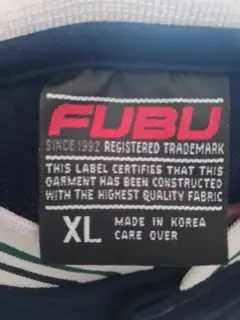 FUBU
SINCE 1992 REGISTERED TRADEMARK
THIS LABEL CERTIFIES THAT THIS
GARMENT HAS BEEN CONSTRUCTED
WITH THE HIGHEST QUALITY FABRIC
XL MADE IN KOREA
CARE OVER